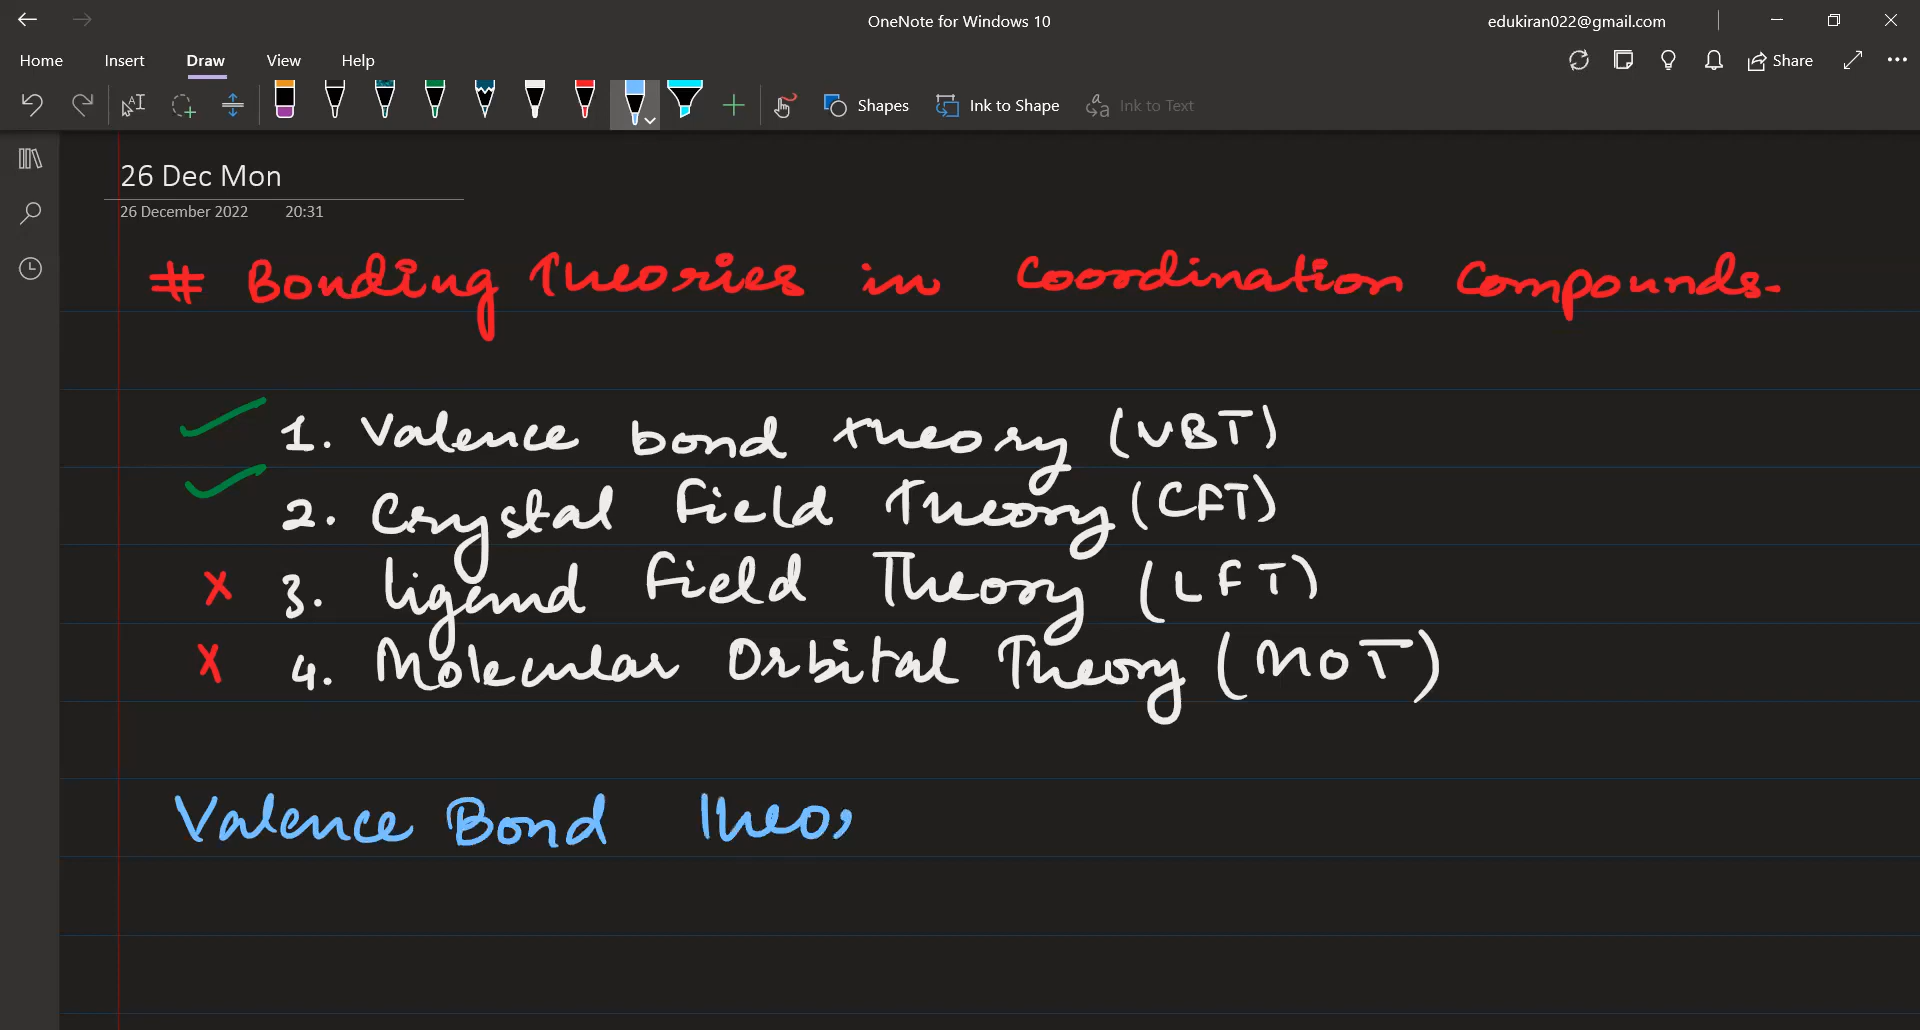 OneNote for Windows 10
edukiran022@gmail.com
Home Insert Draw View Help
Share
Shapes Ink to Shape Ink to Text
26 Dec Mon
26 December 2022 20:31
# Bonding Theories in Coordination Compounds.
1. Valence bond theory (VBT)
2. Crystal Field Theory (CFT)
X 3. Ligand Field Theory (LFT)
X 4. Molecular Orbital Theory (MOT)
Valence Bond Theor